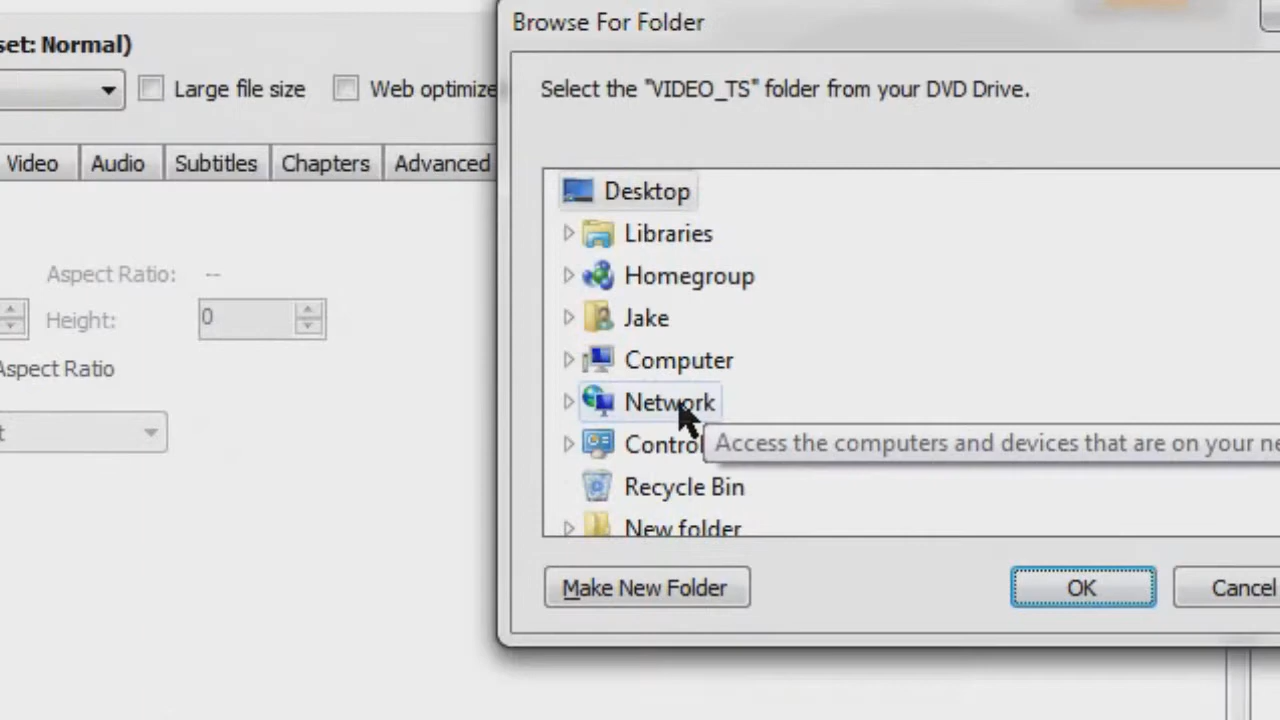 set: Normal)
Large file size
Web optimize
Video
Audio
Subtitles
Chapters
Advanced
Aspect Ratio: --
Height:
0
Aspect Ratio
t
Browse For Folder
Select the "VIDEO_TS" folder from your DVD Drive.
Desktop
Libraries
Homegroup
Jake
Computer
Network
Control
Access the computers and devices that are on your ne
Recycle Bin
New folder
Make New Folder
OK
Cancel